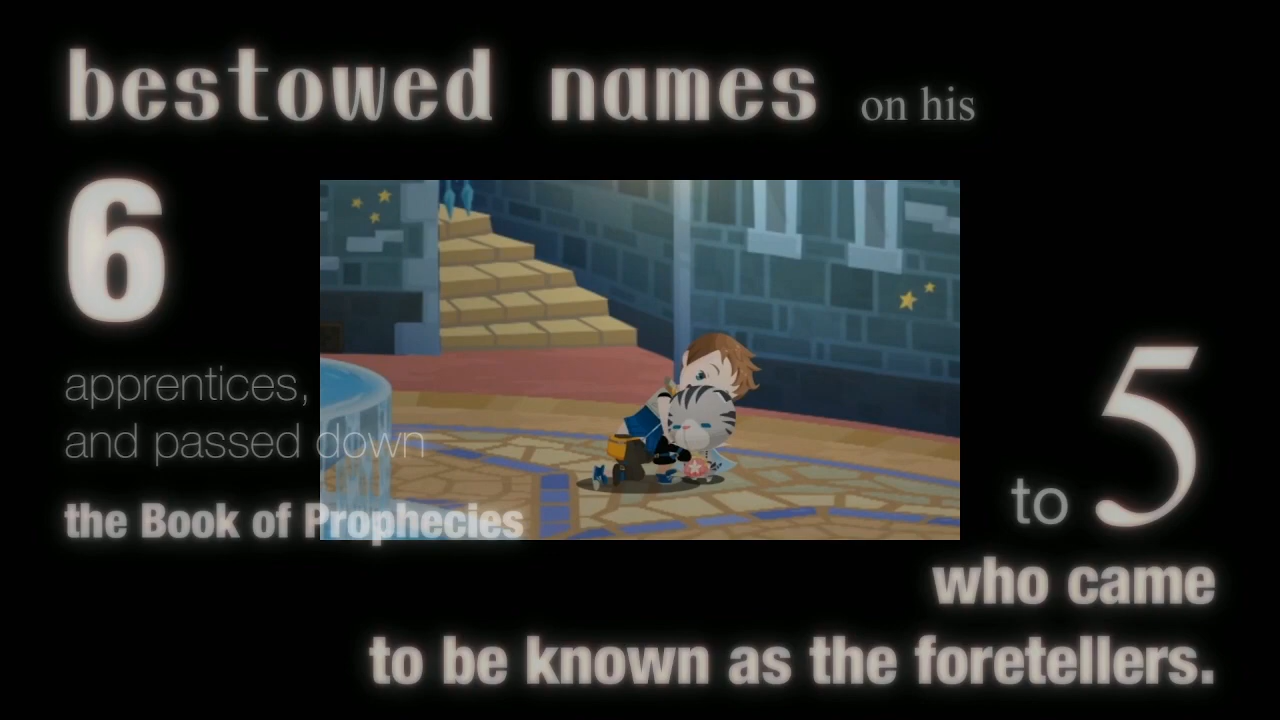 bestowed names on his
6
apprentices,
and passed down
the Book of Prophecies
to 5
who came
to be known as the foretellers.